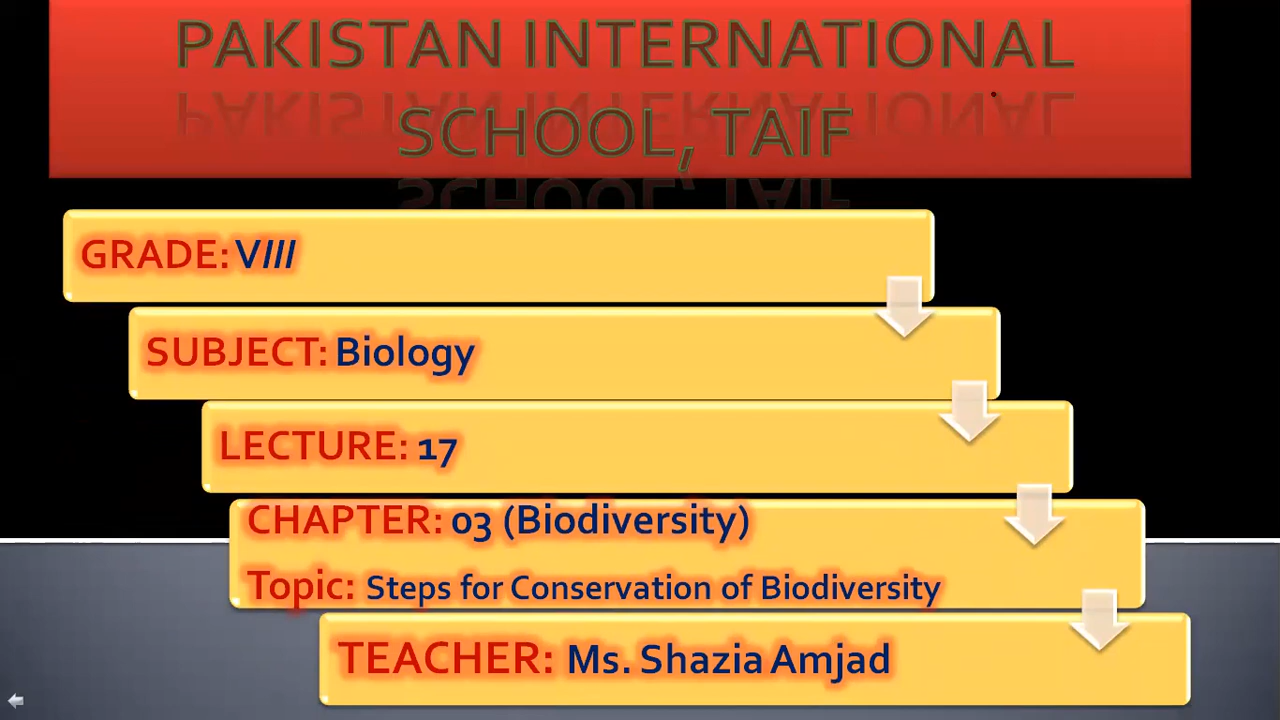 PAKISTAN INTERNATIONAL
SCHOOL, TAIF
GRADE: VIII
SUBJECT: Biology
LECTURE: 17
CHAPTER: 03 (Biodiversity)
Topic: Steps for Conservation of Biodiversity
TEACHER: Ms. Shazia Amjad